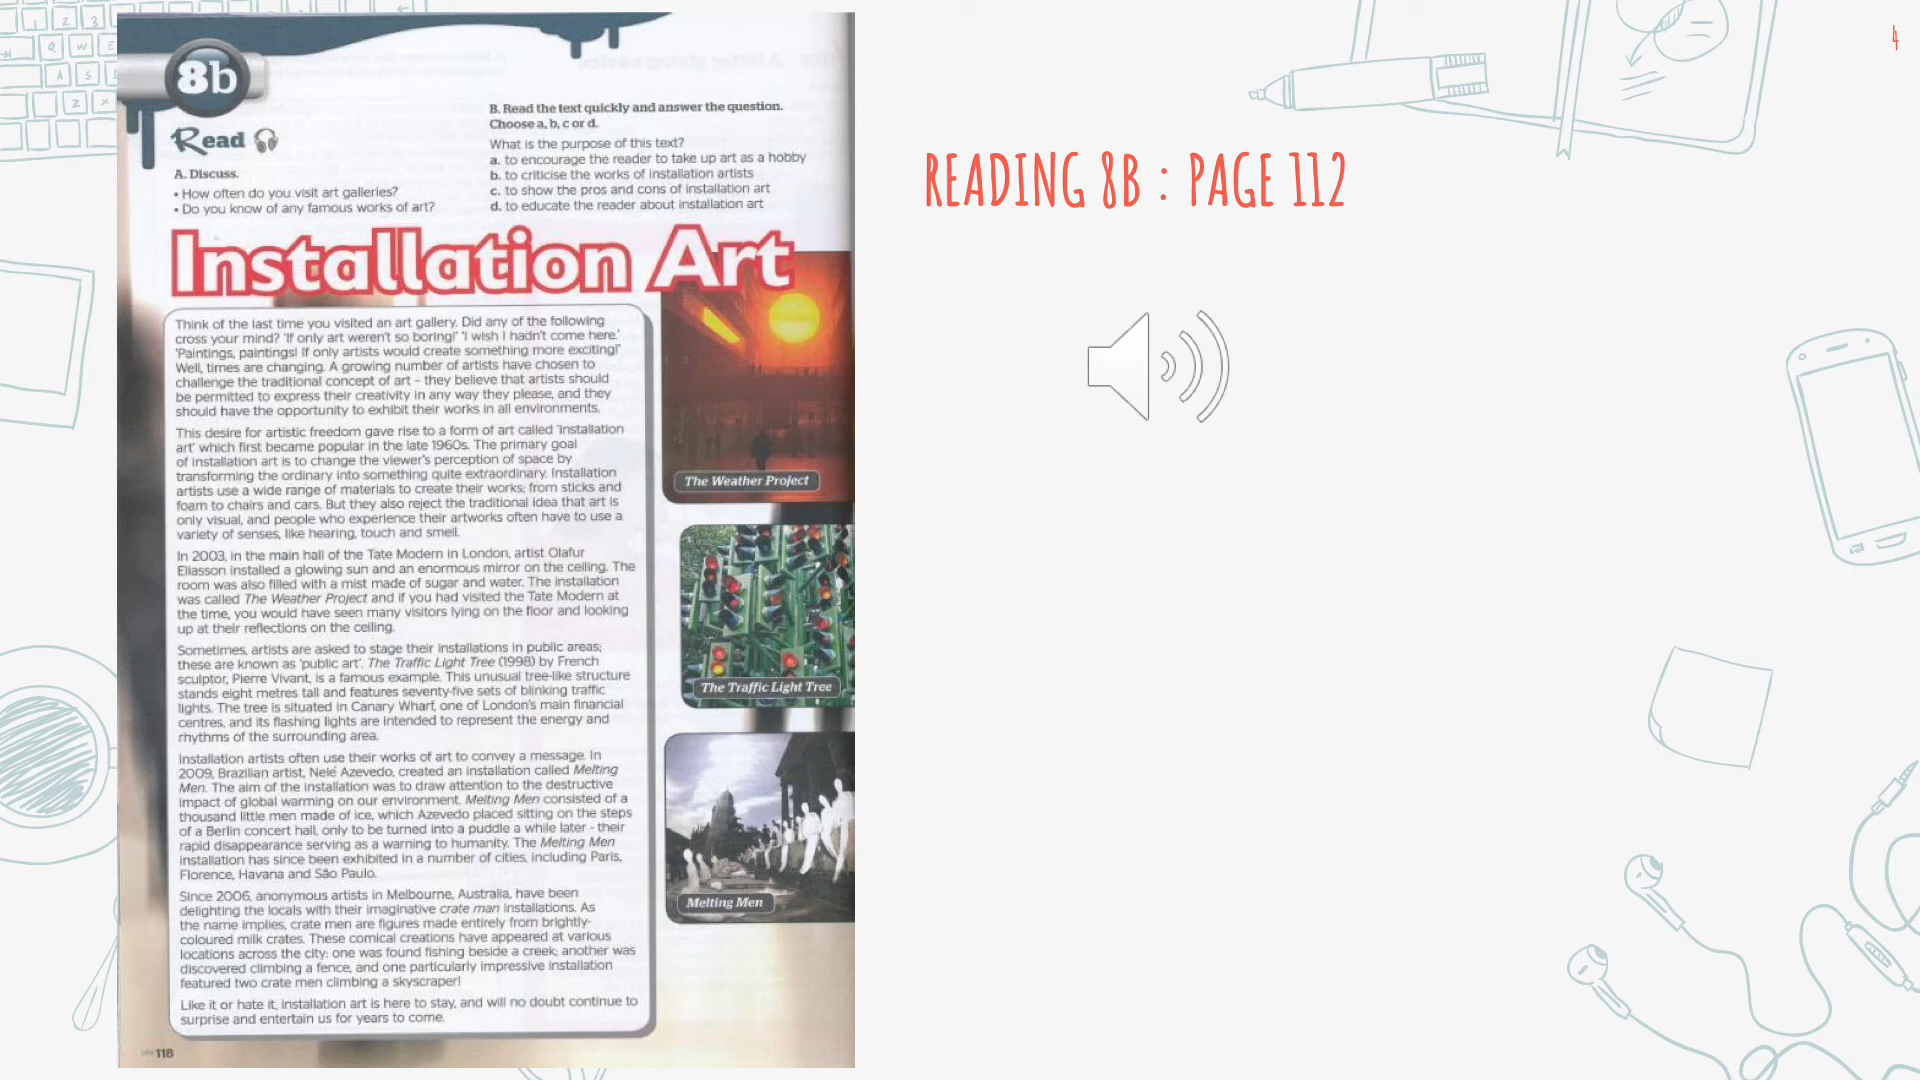 4
READING 8B : PAGE 112
8b
Read
A. Discuss.
• How often do you visit art galleries?
• Do you know of any famous works of art?
B. Read the text quickly and answer the question.
Choose a, b, c or d.
What is the purpose of this text?
a. to encourage the reader to take up art as a hobby
b. to criticise the works of installation artists
c. to show the pros and cons of installation art
d. to educate the reader about installation art
Installation Art
Think of the last time you visited an art gallery. Did any of the following
cross your mind? 'If only art weren't so boring!' 'I wish I hadn't come here.'
'Paintings, paintings! If only artists would create something more exciting!'
Well, times are changing. A growing number of artists have chosen to
challenge the traditional concept of art - they believe that artists should
be permitted to express their creativity in any way they please, and they
should have the opportunity to exhibit their works in all environments.
This desire for artistic freedom gave rise to a form of art called 'installation
art' which first became popular in the late 1960s. The primary goal
of installation art is to change the viewer's perception of space by
transforming the ordinary into something quite extraordinary. Installation
artists use a wide range of materials to create their works; from sticks and
foam to chairs and cars. But they also reject the traditional idea that art is
only visual, and people who experience their artworks often have to use a
variety of senses, like hearing, touch and smell.
In 2003, in the main hall of the Tate Modern in London, artist Olafur
Eliasson installed a glowing sun and an enormous mirror on the ceiling. The
room was also filled with a mist made of sugar and water. The installation
was called The Weather Project and if you had visited the Tate Modern at
the time, you would have seen many visitors lying on the floor and looking
up at their reflections on the ceiling.
Sometimes, artists are asked to stage their installations in public areas;
these are known as 'public art'. The Traffic Light Tree (1998) by French
sculptor, Pierre Vivant, is a famous example. This unusual tree-like structure
stands eight metres tall and features seventy-five sets of blinking traffic
lights. The tree is situated in Canary Wharf, one of London's main financial
centres, and its flashing lights are intended to represent the energy and
rhythms of the surrounding area.
Installation artists often use their works of art to convey a message. In
2009, Brazilian artist, Nelé Azevedo, created an installation called Melting
Men. The aim of the installation was to draw attention to the destructive
impact of global warming on our environment. Melting Men consisted of a
thousand little men made of ice, which Azevedo placed sitting on the steps
of a Berlin concert hall, only to be turned into a puddle a while later - their
rapid disappearance serving as a warning to humanity. The Melting Men
installation has since been exhibited in a number of cities, including Paris,
Florence, Havana and São Paulo.
Since 2006, anonymous artists in Melbourne, Australia, have been
delighting the locals with their imaginative crate man installations. As
the name implies, crate men are figures made entirely from brightly-
coloured milk crates. These comical creations have appeared at various
locations across the city: one was found fishing beside a creek; another was
discovered climbing a fence, and one particularly impressive installation
featured two crate men climbing a skyscraper!
Like it or hate it, installation art is here to stay, and will no doubt continue to
surprise and entertain us for years to come.
The Weather Project
The Traffic Light Tree
Melting Men
118
1 2 3
Q W E
A S
Z X